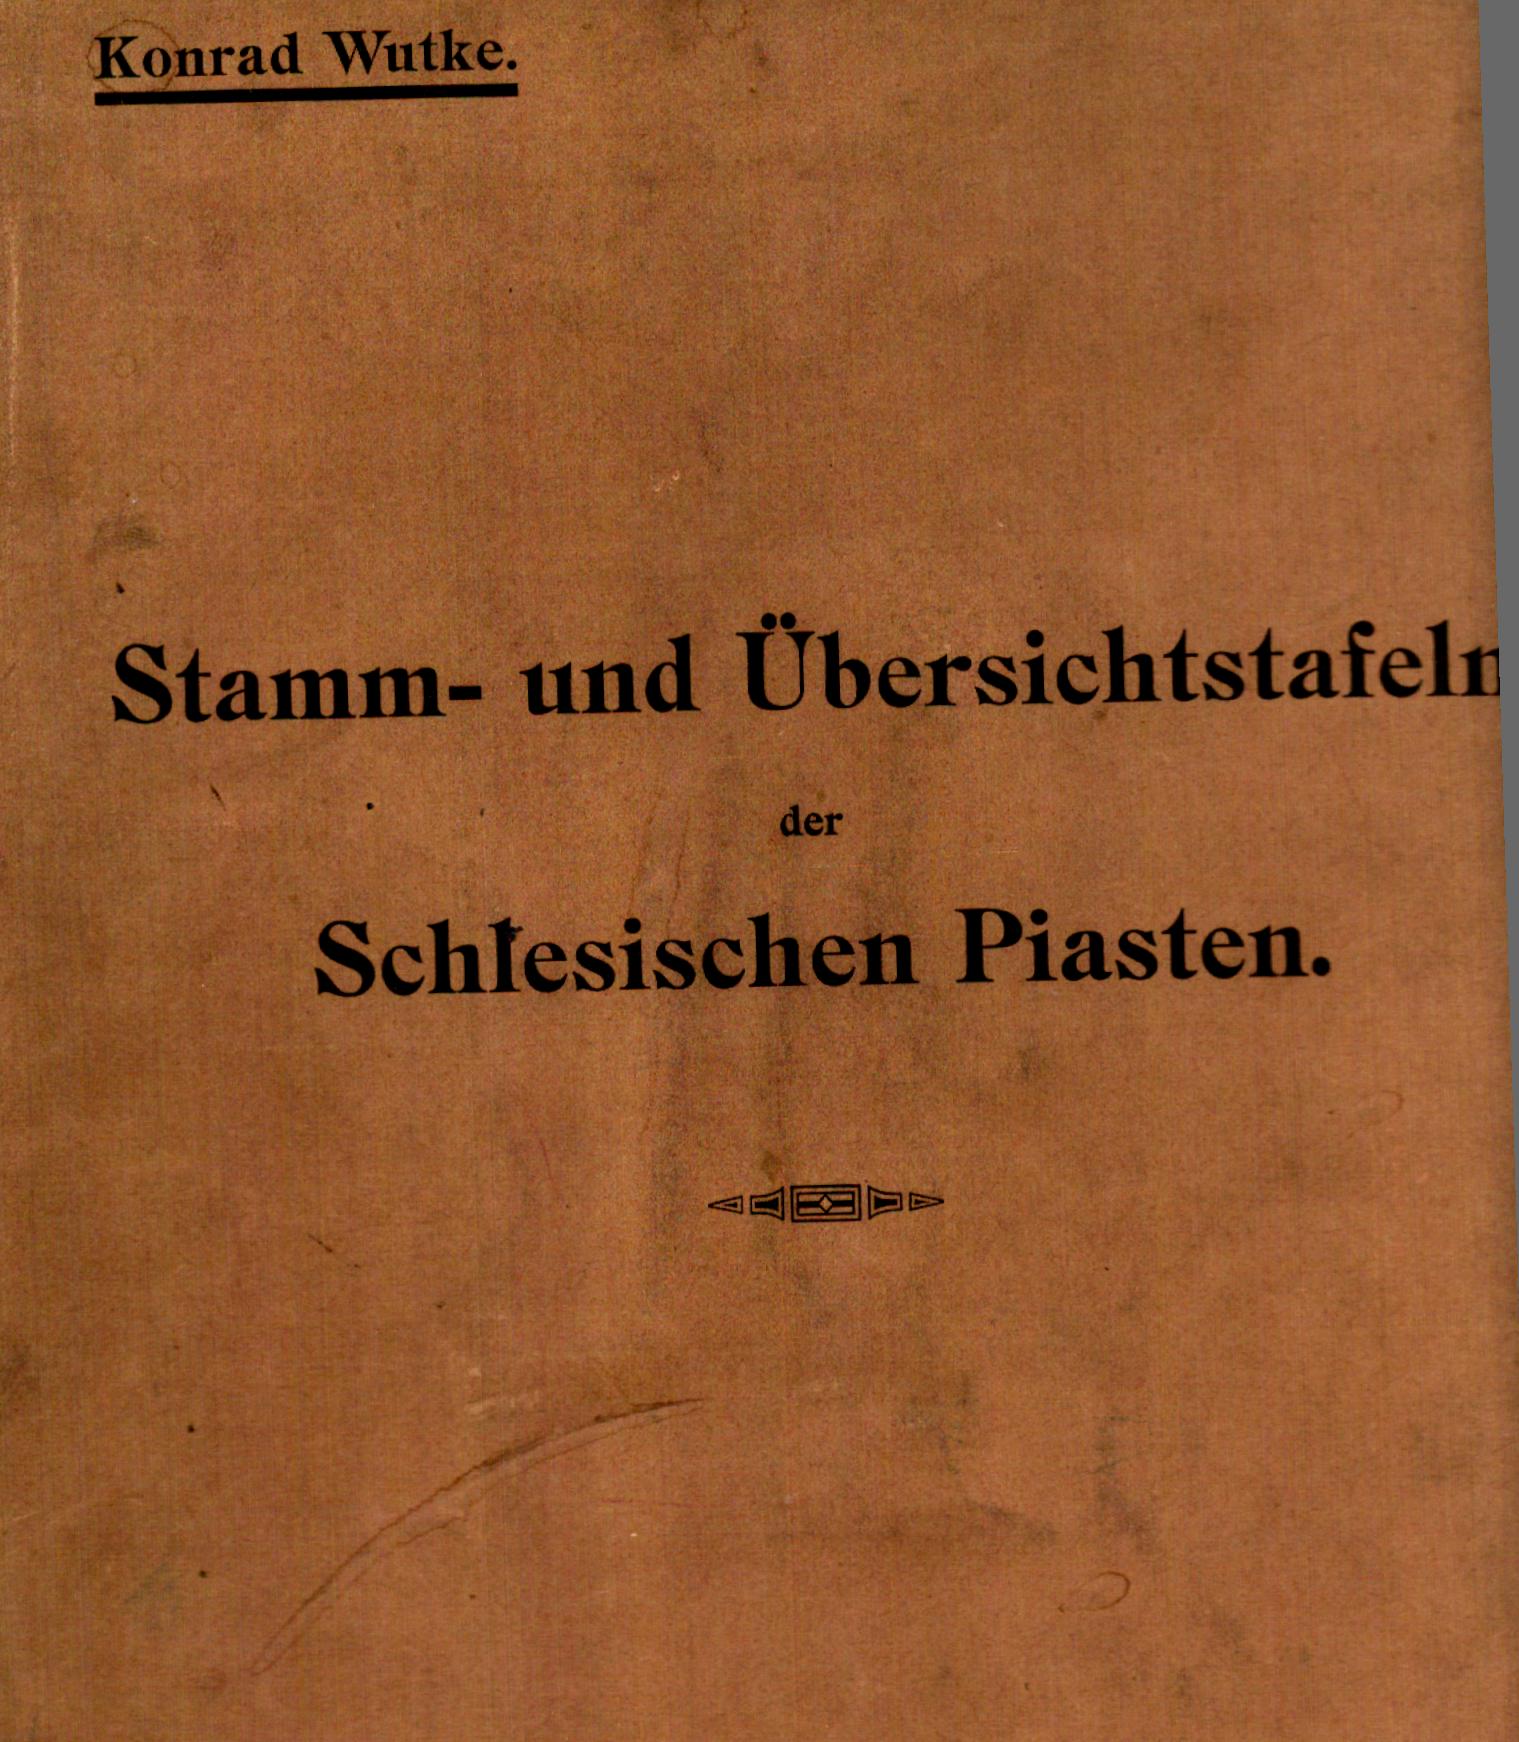 Konrad Wutke.
Stamm- und Übersichtstafeln
der
Schlesischen Piasten.